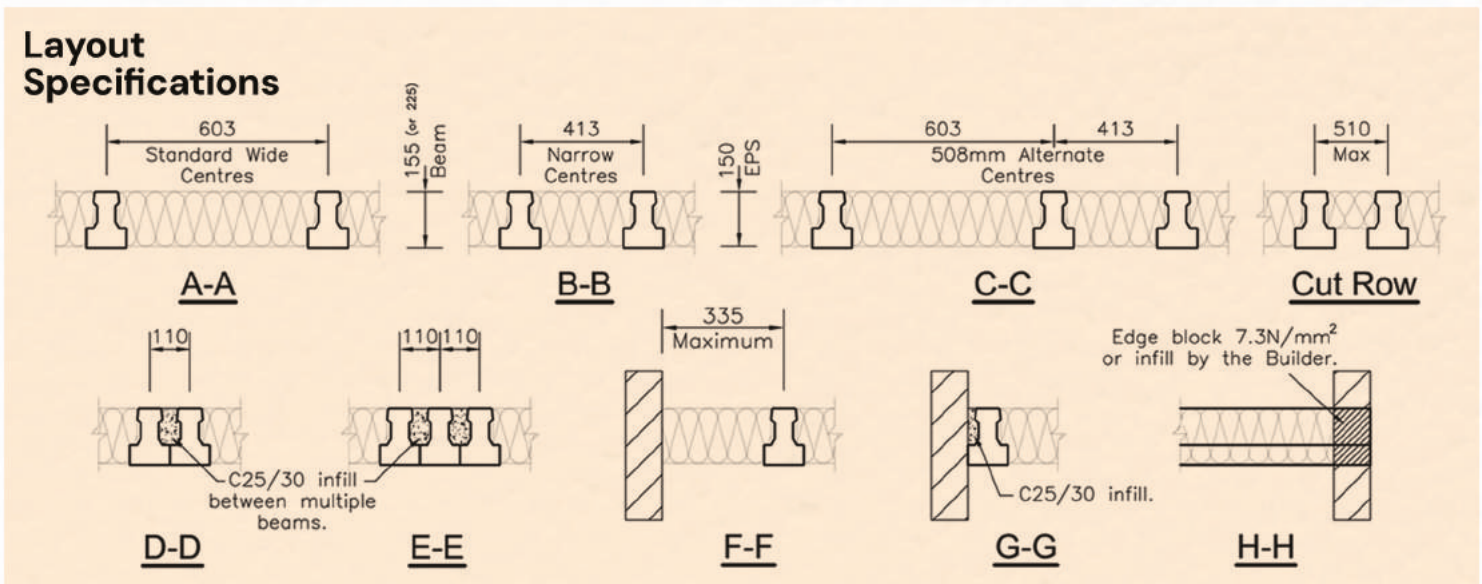 Layout
Specifications
603
Standard Wide
Centres
155 (or 225)
Beam
413
Narrow
Centres
150
EPS
603
413
508mm Alternate
Centres
510
Max
A-A
B-B
C-C
Cut Row
110
110
110
335
Maximum
Edge block 7.3N/mm²
or infill by the Builder.
C25/30 infill
between multiple
beams.
C25/30 infill.
D-D
E-E
F-F
G-G
H-H